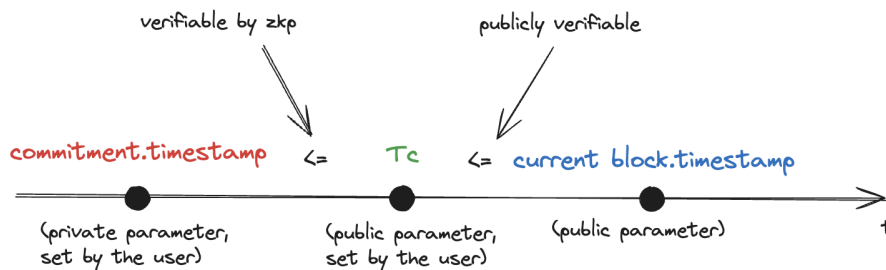 verifiable by zkp
publicly verifiable
commitment.timestamp <= Tc <= current block.timestamp
(private parameter,
set by the user)
(public parameter,
set by the user)
(public parameter)
t